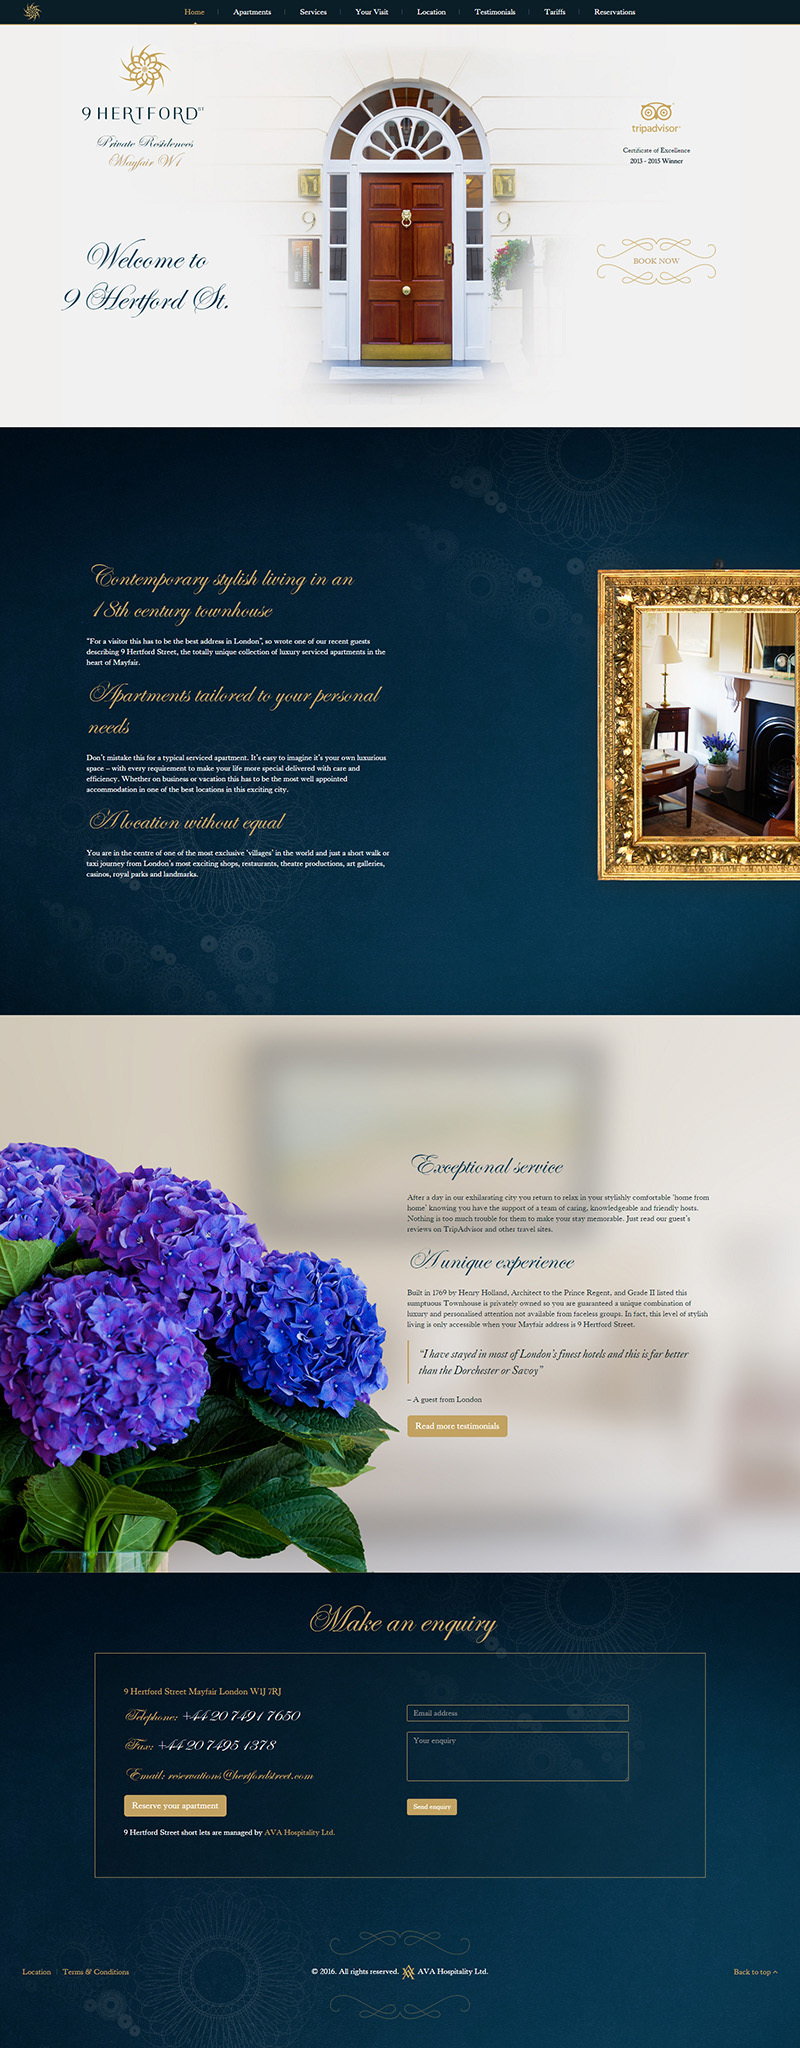 Home
Apartments
Services
Your Visit
Location
Testimonials
Tariffs
Reservations
9 HERTFORD ST
Private Residences
Mayfair W1
tripadvisor
Certificate of Excellence
2013 - 2015 Winner
9
9
Welcome to
9 Hertford St.
BOOK NOW
Contemporary stylish living in an
18th century townhouse
"For a visitor this has to be the best address in London", so wrote one of our recent guests
describing 9 Hertford Street, the totally unique collection of luxury serviced apartments in the
heart of Mayfair.
Apartments tailored to your personal
needs
Don't mistake this for a typical serviced apartment. It's easy to imagine it's your own luxurious
space – with every requirement to make your life more special delivered with care and
efficiency. Whether on business or vacation this has to be the most well appointed
accommodation in one of the best locations in this exciting city.
A location without equal
You are in the centre of one of the most exclusive 'villages' in the world and just a short walk or
taxi journey from London's most exciting shops, restaurants, theatre productions, art galleries,
casinos, royal parks and landmarks.
Exceptional service
After a day in our exhilarating city you return to relax in your stylishly comfortable 'home from
home' knowing you have the support of a team of caring, knowledgeable and friendly hosts.
Nothing is too much trouble for them to make your stay memorable. Just read our guest's
reviews on TripAdvisor and other travel sites.
A unique experience
Built in 1769 by Henry Holland, Architect to the Prince Regent, and Grade II listed this
sumptuous Townhouse is privately owned so you are guaranteed a unique combination of
luxury and personalised attention not available from faceless groups. In fact, this level of stylish
living is only accessible when your Mayfair address is 9 Hertford Street.
"I have stayed in most of London's finest hotels and this is far better
than the Dorchester or Savoy"
– A guest from London
Read more testimonials
Make an enquiry
9 Hertford Street Mayfair London W1J 7RJ
Telephone: +44 20 7491 7650
Fax: +44 20 7495 1378
Email: reservations@hertfordstreet.com
Reserve your apartment
9 Hertford Street short lets are managed by AVA Hospitality Ltd.
Email address
Your enquiry
Send enquiry
Location
Terms & Conditions
© 2016. All rights reserved. AVA Hospitality Ltd.
Back to top